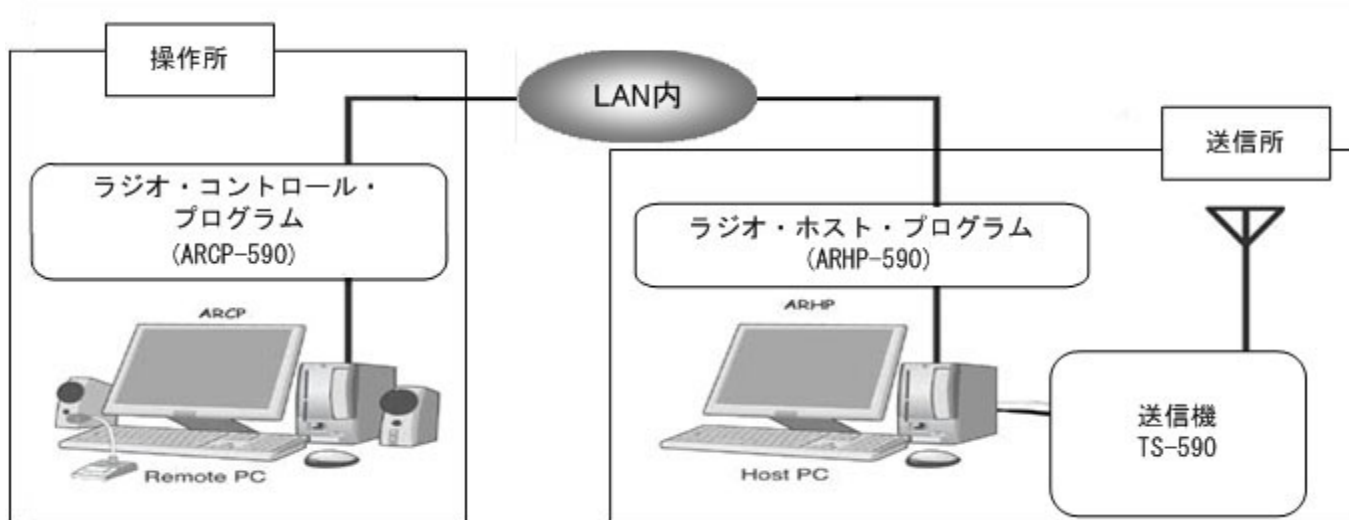 操作所
LAN内
送信所
ラジオ・コントロール・
プログラム
(ARCP-590)
ラジオ・ホスト・プログラム
(ARHP-590)
ARCP
ARHP
送信機
TS-590
Remote PC
Host PC